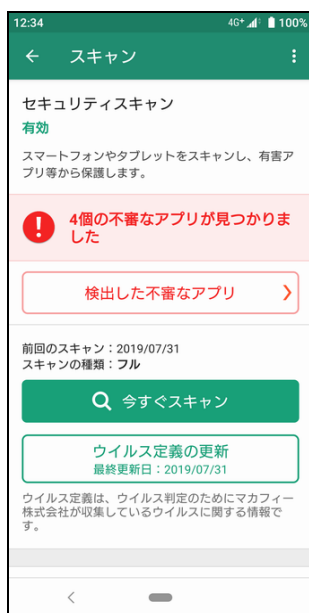 12:34 4G+ 100%
スキャン
セキュリティスキャン
有効
スマートフォンやタブレットをスキャンし、有害ア
プリ等から保護します。
4個の不審なアプリが見つかりま
した
検出した不審なアプリ
前回のスキャン：2019/07/31
スキャンの種類：フル
今すぐスキャン
ウイルス定義の更新
最終更新日：2019/07/31
ウイルス定義は、ウイルス判定のためにマカフィー
株式会社が収集しているウイルスに関する情報で
す。